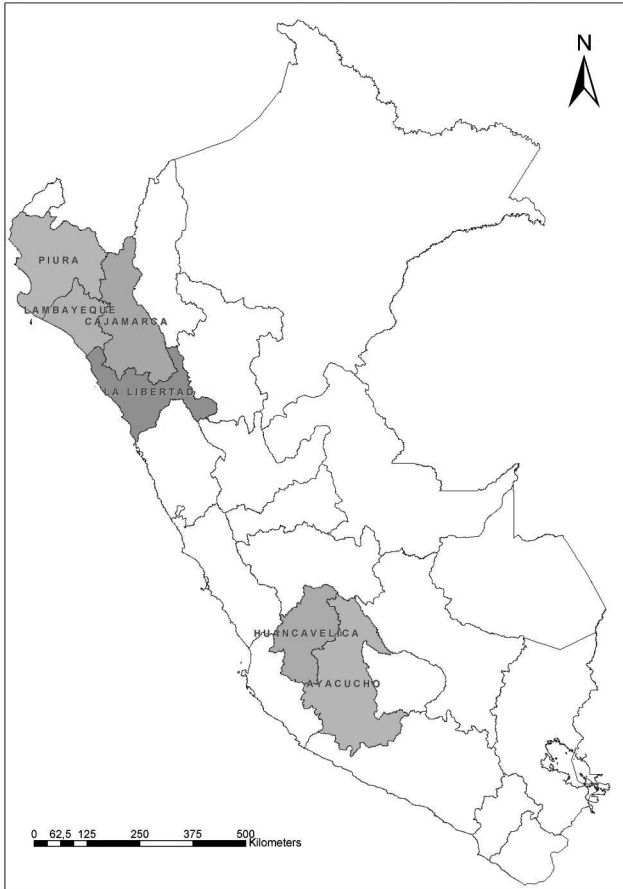 N
PIURA
LAMBAYEQUE
CAJAMARCA
LA LIBERTAD
HUANCAVELICA
AYACUCHO
0 62,5 125 250 375 500
Kilometers